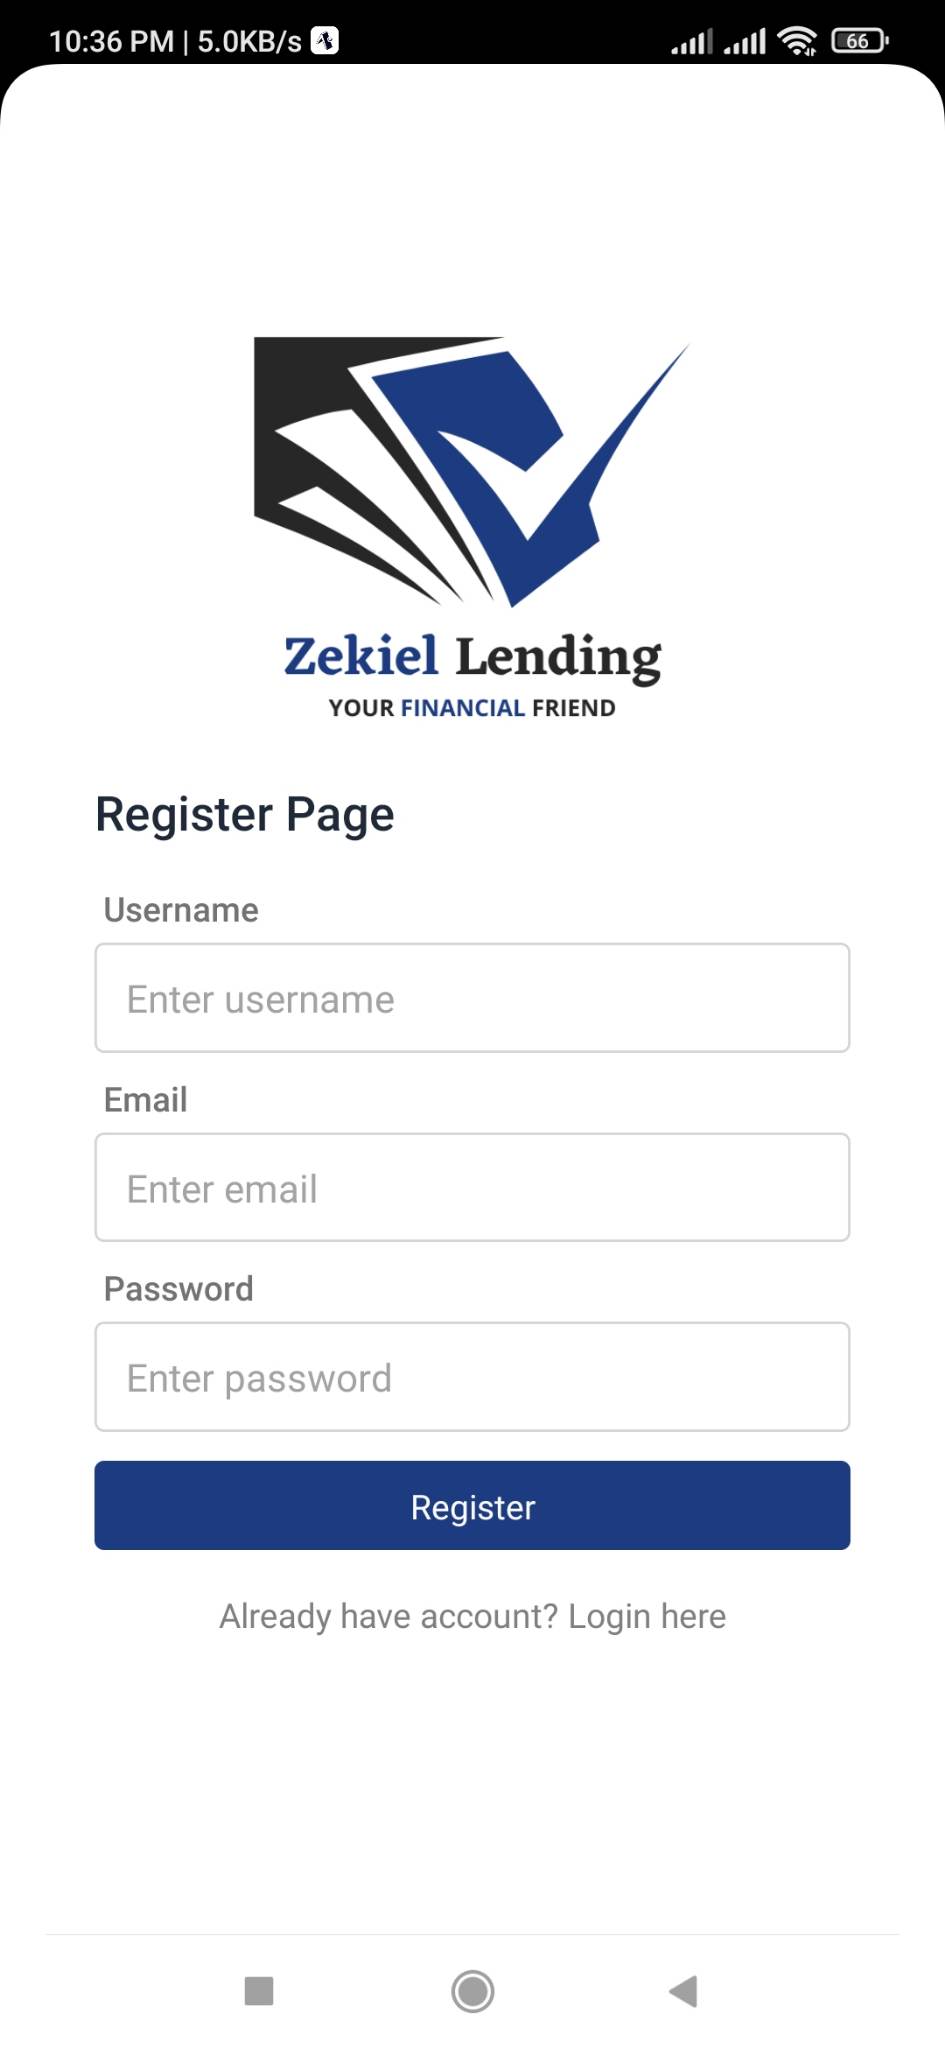 10:36 PM | 5.0KB/s
66
Zekiel Lending
YOUR FINANCIAL FRIEND
Register Page
Username
Enter username
Email
Enter email
Password
Enter password
Register
Already have account? Login here